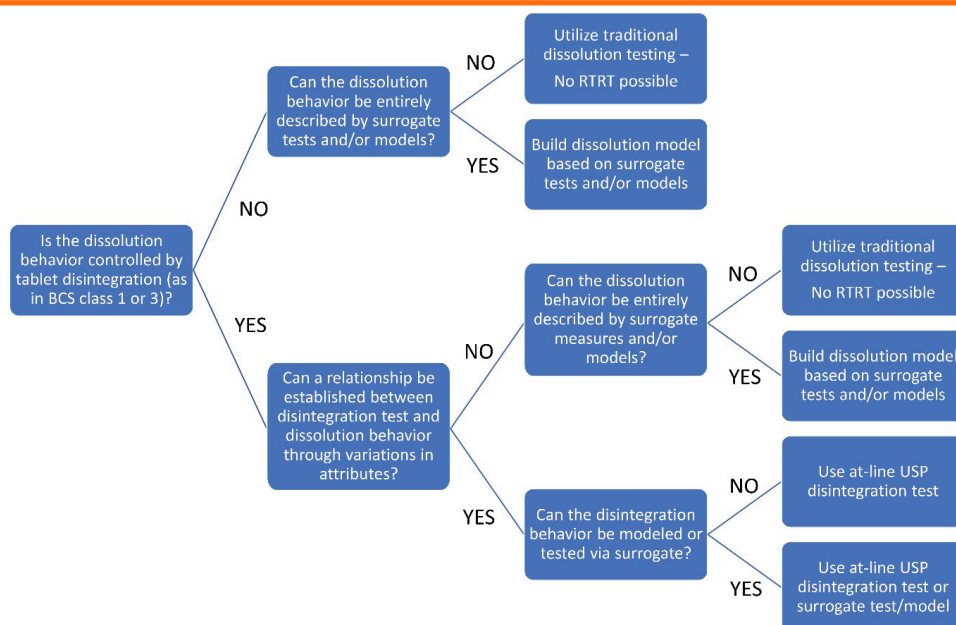 Utilize traditional
dissolution testing –
No RTRT possible
NO
Can the dissolution
behavior be entirely
described by surrogate
tests and/or models?
YES
Build dissolution model
based on surrogate
tests and/or models
NO
Is the dissolution
behavior controlled by
tablet disintegration (as
in BCS class 1 or 3)?
YES
Utilize traditional
dissolution testing –
No RTRT possible
NO
Can the dissolution
behavior be entirely
described by surrogate
measures and/or
models?
YES
Build dissolution model
based on surrogate
tests and/or models
NO
Can a relationship be
established between
disintegration test and
dissolution behavior
through variations in
attributes?
YES
Use at-line USP
disintegration test
NO
Can the disintegration
behavior be modeled or
tested via surrogate?
YES
Use at-line USP
disintegration test or
surrogate test/model